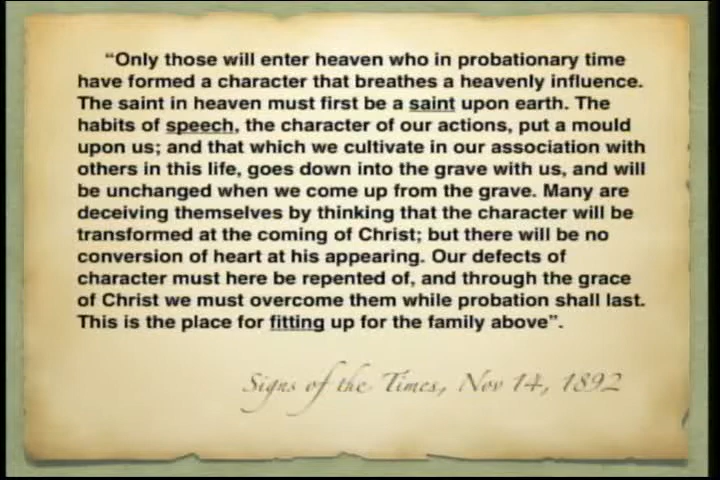 “Only those will enter heaven who in probationary time
have formed a character that breathes a heavenly influence.
The saint in heaven must first be a saint upon earth. The
habits of speech, the character of our actions, put a mould
upon us; and that which we cultivate in our association with
others in this life, goes down into the grave with us, and will
be unchanged when we come up from the grave. Many are
deceiving themselves by thinking that the character will be
transformed at the coming of Christ; but there will be no
conversion of heart at his appearing. Our defects of
character must here be repented of, and through the grace
of Christ we must overcome them while probation shall last.
This is the place for fitting up for the family above”.
Signs of the Times, Nov 14, 1892